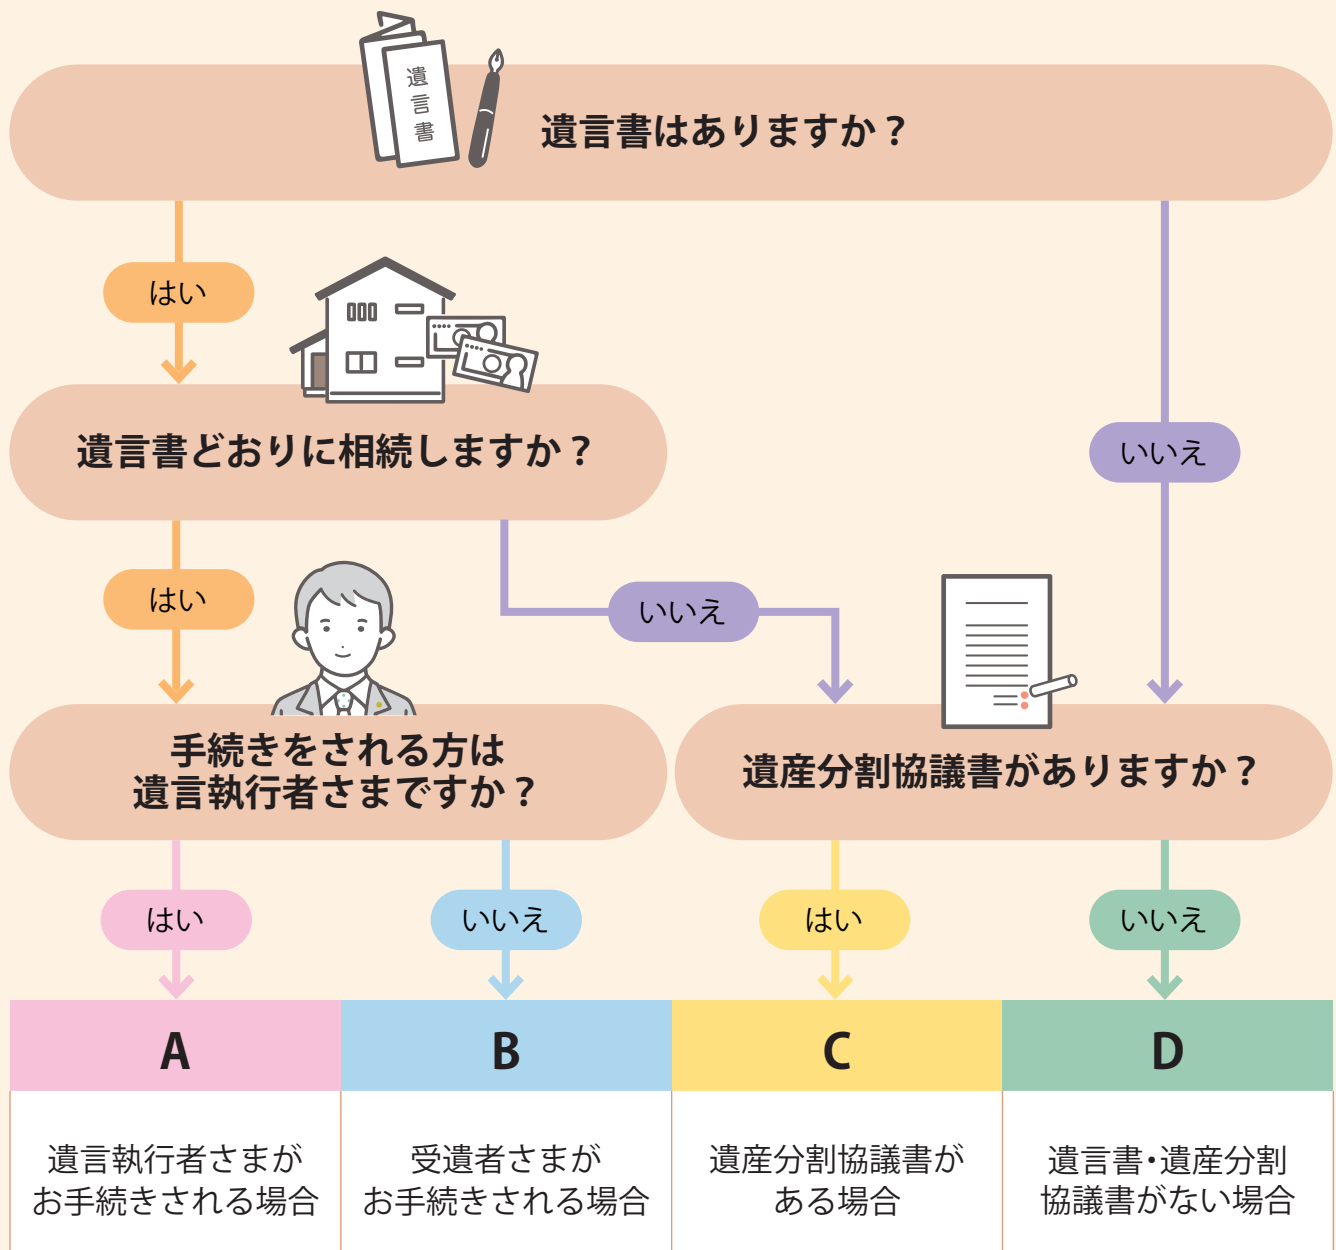 遺言書
遺言書はありますか？
はい
いいえ
遺言書どおりに相続しますか？
はい
いいえ
手続きをされる方は
遺言執行者さまですか？
遺産分割協議書がありますか？
はい
いいえ
はい
いいえ
A
B
C
D
遺言執行者さまが
お手続きされる場合
受遺者さまが
お手続きされる場合
遺産分割協議書が
ある場合
遺言書・遺産分割
協議書がない場合